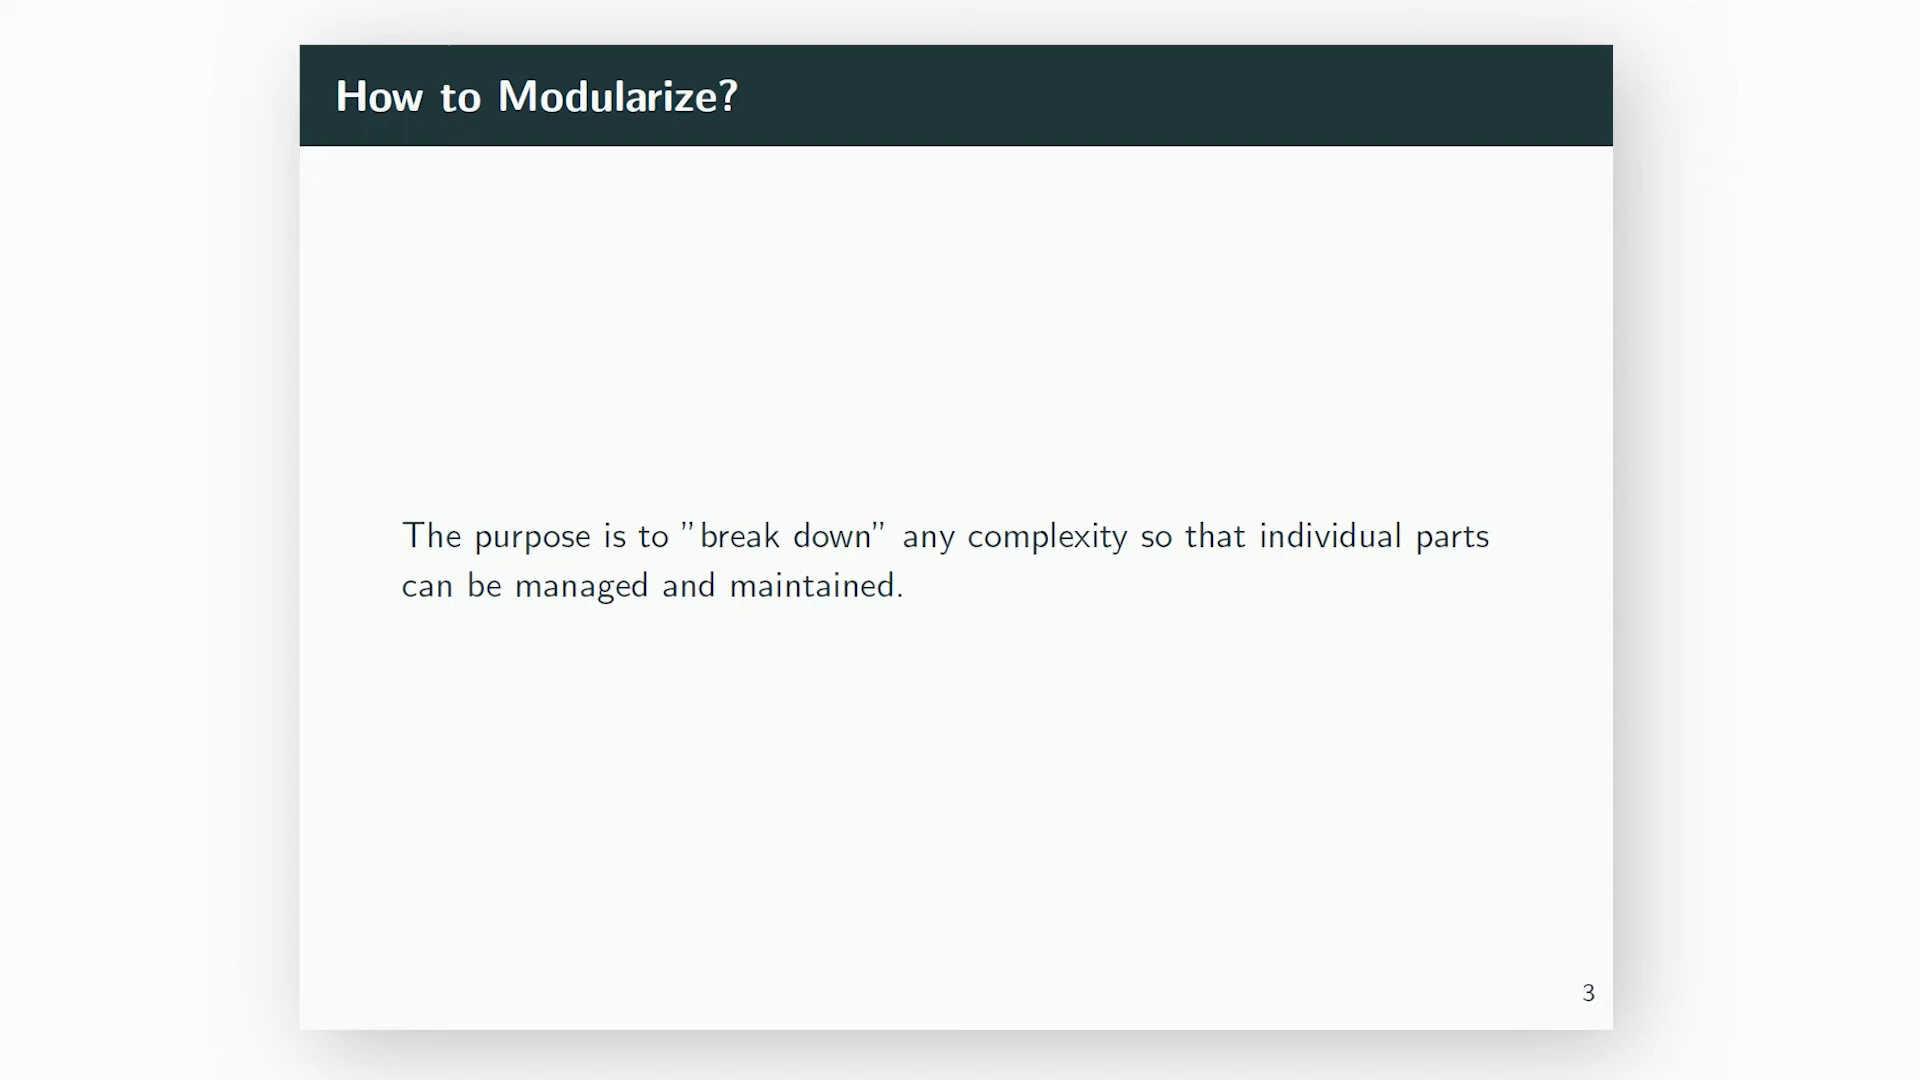 How to Modularize?
The purpose is to ”break down” any complexity so that individual parts
can be managed and maintained.
3